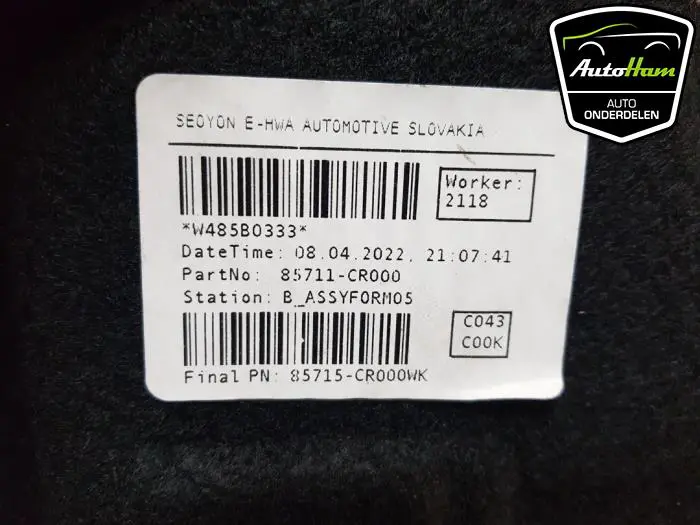 AutoHam
AUTO
ONDERDELEN
SEOYON E-HWA AUTOMOTIVE SLOVAKIA
Worker:
2118
*W485B0333*
DateTime: 08.04.2022, 21:07:41
PartNo: 85711-CR000
Station: B_ASSYFORM05
C043
C00K
Final PN: 85715-CR000WK